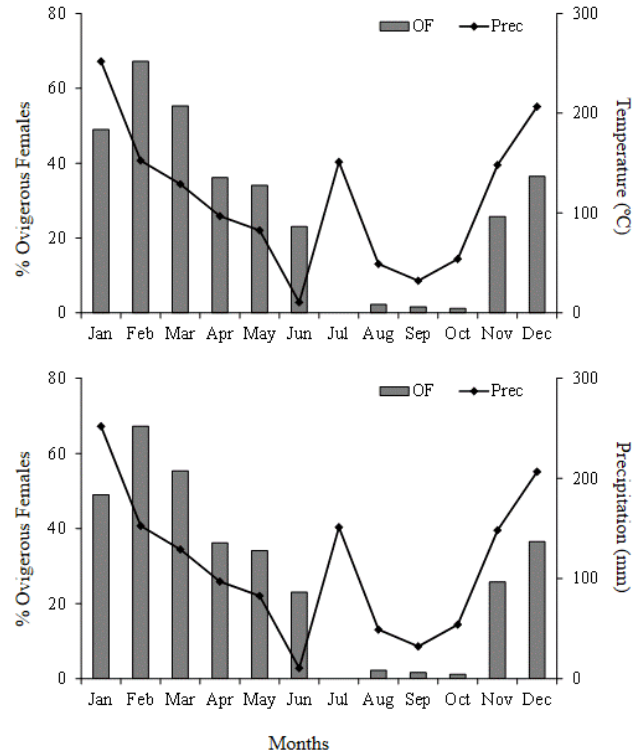 80
300
OF
Prec
60
200
40
100
20
0
0
Jan Feb Mar Apr May Jun Jul Aug Sep Oct Nov Dec
% Ovigerous Females
Temperature (°C)
80
300
OF
Prec
60
200
40
100
20
0
0
Jan Feb Mar Apr May Jun Jul Aug Sep Oct Nov Dec
% Ovigerous Females
Precipitation (mm)
Months